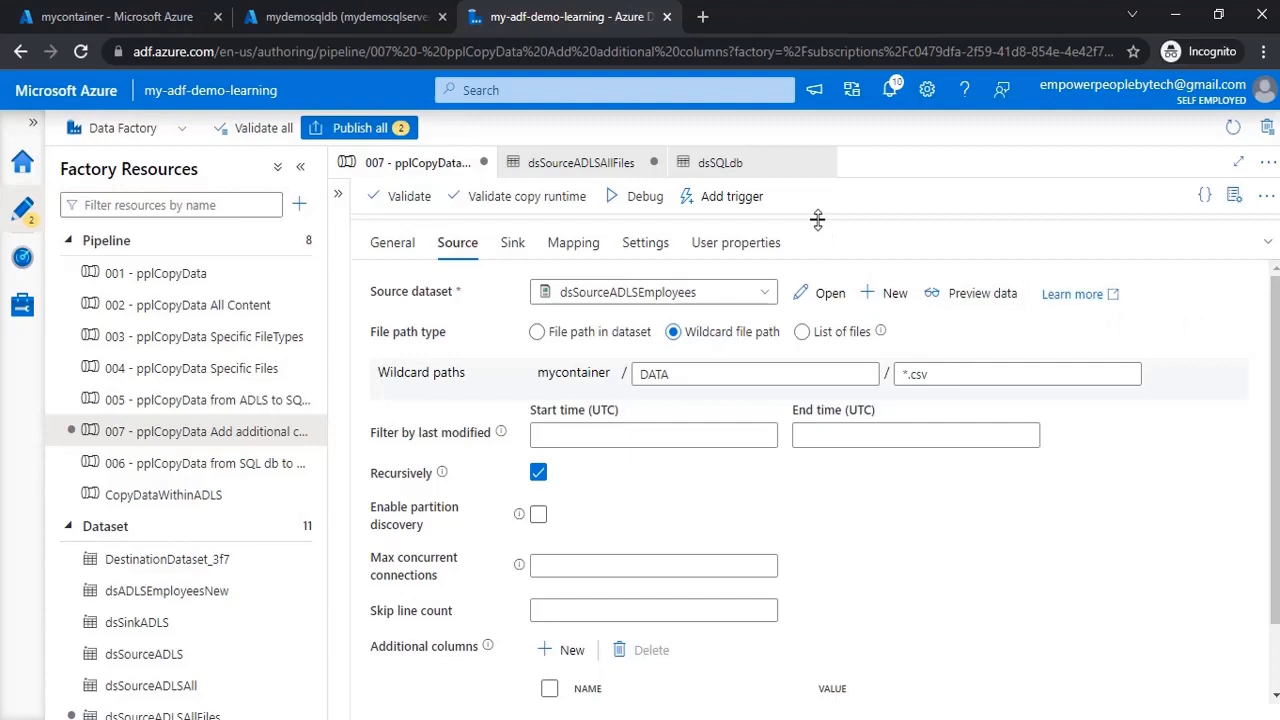 mycontainer - Microsoft Azure
mydemosqldb (mydemosqlserver
my-adf-demo-learning - Azure D
adf.azure.com/en-us/authoring/pipeline/007%20-%20pplCopyData%20Add%20additional%20columns?factory=%2Fsubscriptions%2Fc0479dfa-2f59-41d8-854e-4e42f7...
Incognito
Microsoft Azure
my-adf-demo-learning
Search
10
empowerpeoplebytech@gmail.com
SELF EMPLOYED
Data Factory
Validate all
Publish all 2
Factory Resources
007 - pplCopyData...
dsSourceADLSAllFiles
dsSQLdb
Validate
Validate copy runtime
Debug
Add trigger
Filter resources by name
2
Pipeline 8
001 - pplCopyData
002 - pplCopyData All Content
003 - pplCopyData Specific FileTypes
004 - pplCopyData Specific Files
005 - pplCopyData from ADLS to SQ...
007 - pplCopyData Add additional c...
006 - pplCopyData from SQL db to ...
CopyDataWithinADLS
Dataset 11
DestinationDataset_3f7
dsADLSEmployeesNew
dsSinkADLS
dsSourceADLS
dsSourceADLSAll
dsSourceADLSAllFiles
General
Source
Sink
Mapping
Settings
User properties
Source dataset *
dsSourceADLSEmployees
Open
New
Preview data
Learn more
File path type
File path in dataset
Wildcard file path
List of files
Wildcard paths
mycontainer / DATA / *.csv
Start time (UTC)
End time (UTC)
Filter by last modified
Recursively
Enable partition
discovery
Max concurrent
connections
Skip line count
Additional columns
New
Delete
NAME
VALUE